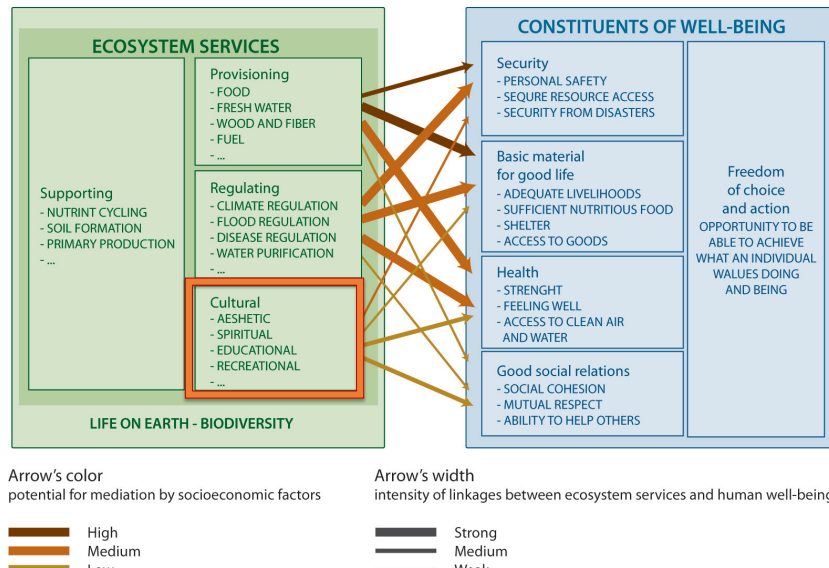 ECOSYSTEM SERVICES
Supporting
- NUTRINT CYCLING
- SOIL FORMATION
- PRIMARY PRODUCTION
- ...
Provisioning
- FOOD
- FRESH WATER
- WOOD AND FIBER
- FUEL
- ...
Regulating
- CLIMATE REGULATION
- FLOOD REGULATION
- DISEASE REGULATION
- WATER PURIFICATION
- ...
Cultural
- AESHETIC
- SPIRITUAL
- EDUCATIONAL
- RECREATIONAL
- ...
LIFE ON EARTH - BIODIVERSITY
CONSTITUENTS OF WELL-BEING
Security
- PERSONAL SAFETY
- SEQURE RESOURCE ACCESS
- SECURITY FROM DISASTERS
Basic material
for good life
- ADEQUATE LIVELIHOODS
- SUFFICIENT NUTRITIOUS FOOD
- SHELTER
- ACCESS TO GOODS
Health
- STRENGHT
- FEELING WELL
- ACCESS TO CLEAN AIR
AND WATER
Good social relations
- SOCIAL COHESION
- MUTUAL RESPECT
- ABILITY TO HELP OTHERS
Freedom
of choice
and action
OPPORTUNITY TO BE
ABLE TO ACHIEVE
WHAT AN INDIVIDUAL
WALUES DOING
AND BEING
Arrow's color
potential for mediation by socioeconomic factors
High
Medium
Low
Arrow's width
intensity of linkages between ecosystem services and human well-being
Strong
Medium
Weak